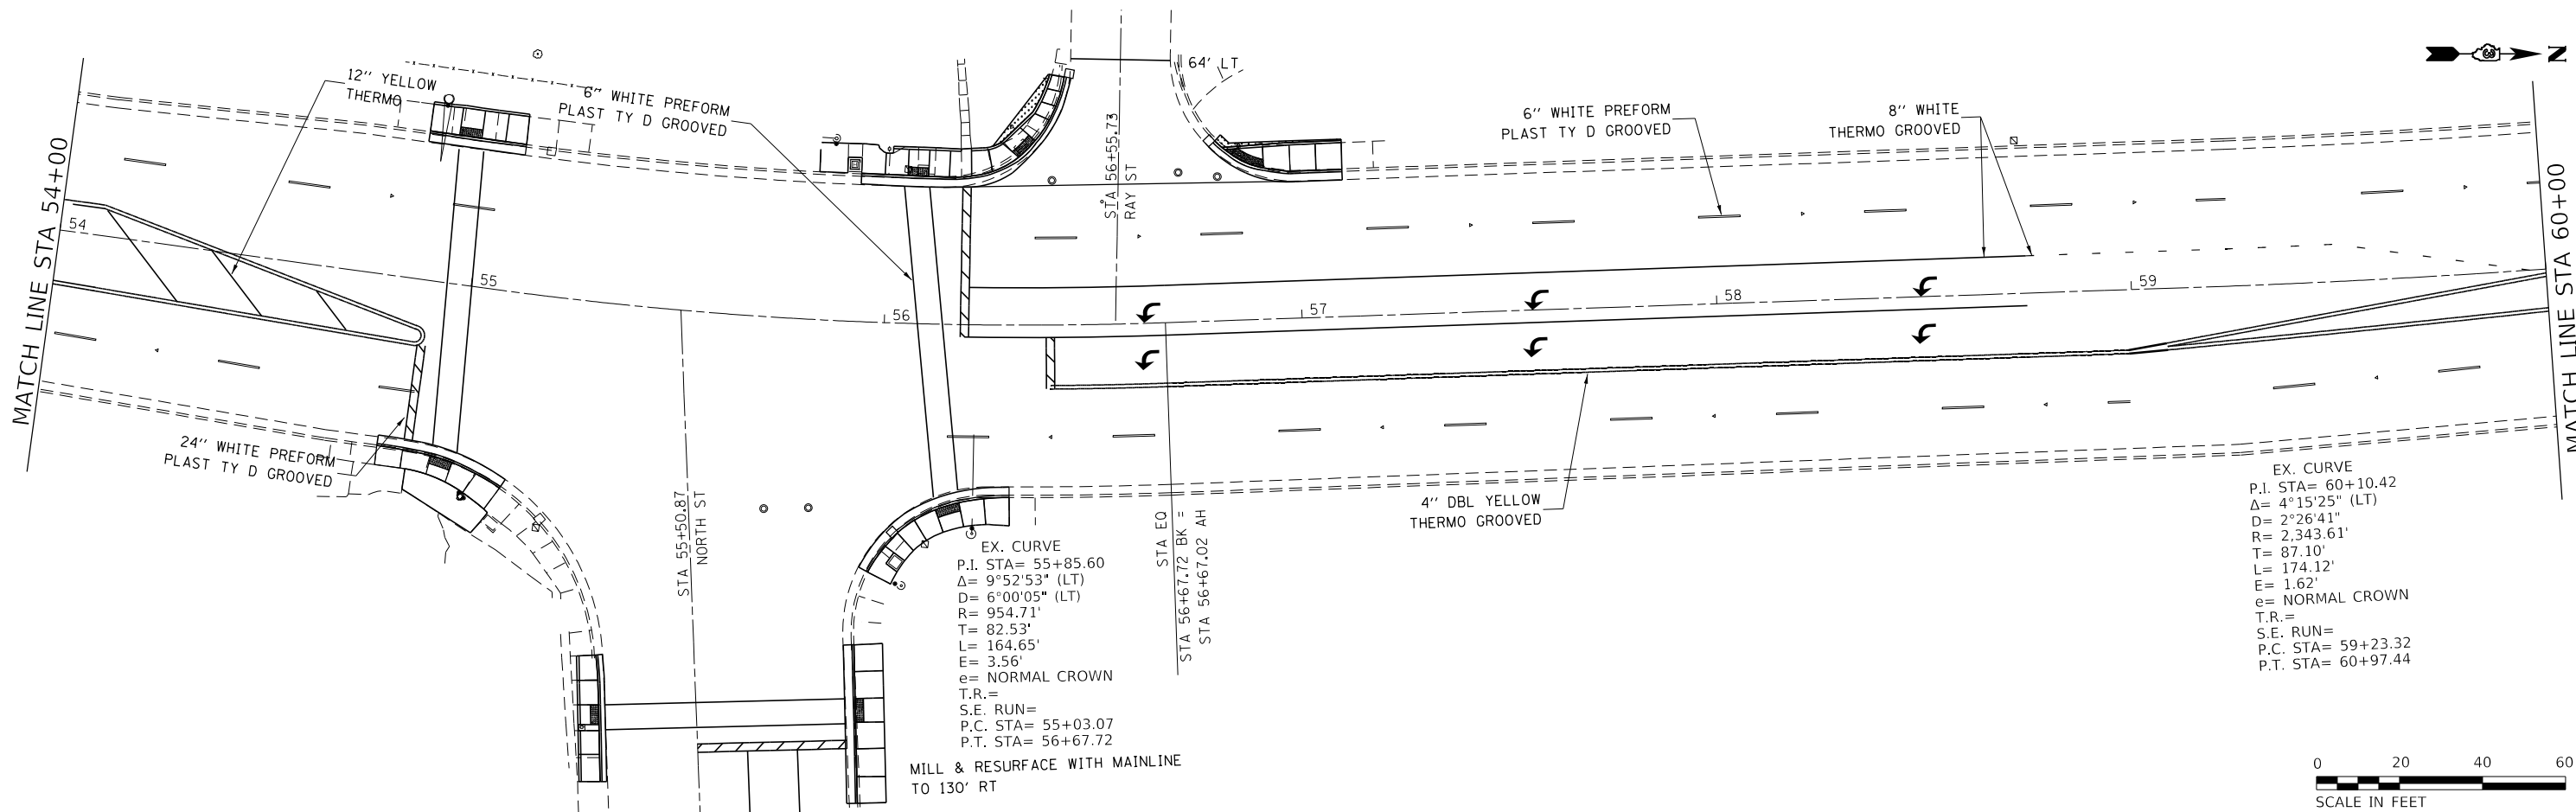 MATCH LINE STA 54+00
12" YELLOW
THERMO
6" WHITE PREFORM
PLAST TY D GROOVED
64' LT
STA 56+55.73
RAY ST
6" WHITE PREFORM
PLAST TY D GROOVED
8" WHITE
THERMO GROOVED
N
MATCH LINE STA 60+00
54
55
56
57
58
59
24" WHITE PREFORM
PLAST TY D GROOVED
STA 55+50.87
NORTH ST
STA EQ
STA 56+67.72 BK =
STA 56+67.02 AH
4" DBL YELLOW
THERMO GROOVED
EX. CURVE
P.I. STA= 55+85.60
Δ= 9°52'53" (LT)
D= 6°00'05" (LT)
R= 954.71'
T= 82.53'
L= 164.65'
E= 3.56'
e= NORMAL CROWN
T.R.=
S.E. RUN=
P.C. STA= 55+03.07
P.T. STA= 56+67.72
MILL & RESURFACE WITH MAINLINE
TO 130' RT
EX. CURVE
P.I. STA= 60+10.42
Δ= 4°15'25" (LT)
D= 2°26'41"
R= 2,343.61'
T= 87.10'
L= 174.12'
E= 1.62'
e= NORMAL CROWN
T.R.=
S.E. RUN=
P.C. STA= 59+23.32
P.T. STA= 60+97.44
0 20 40 60
SCALE IN FEET